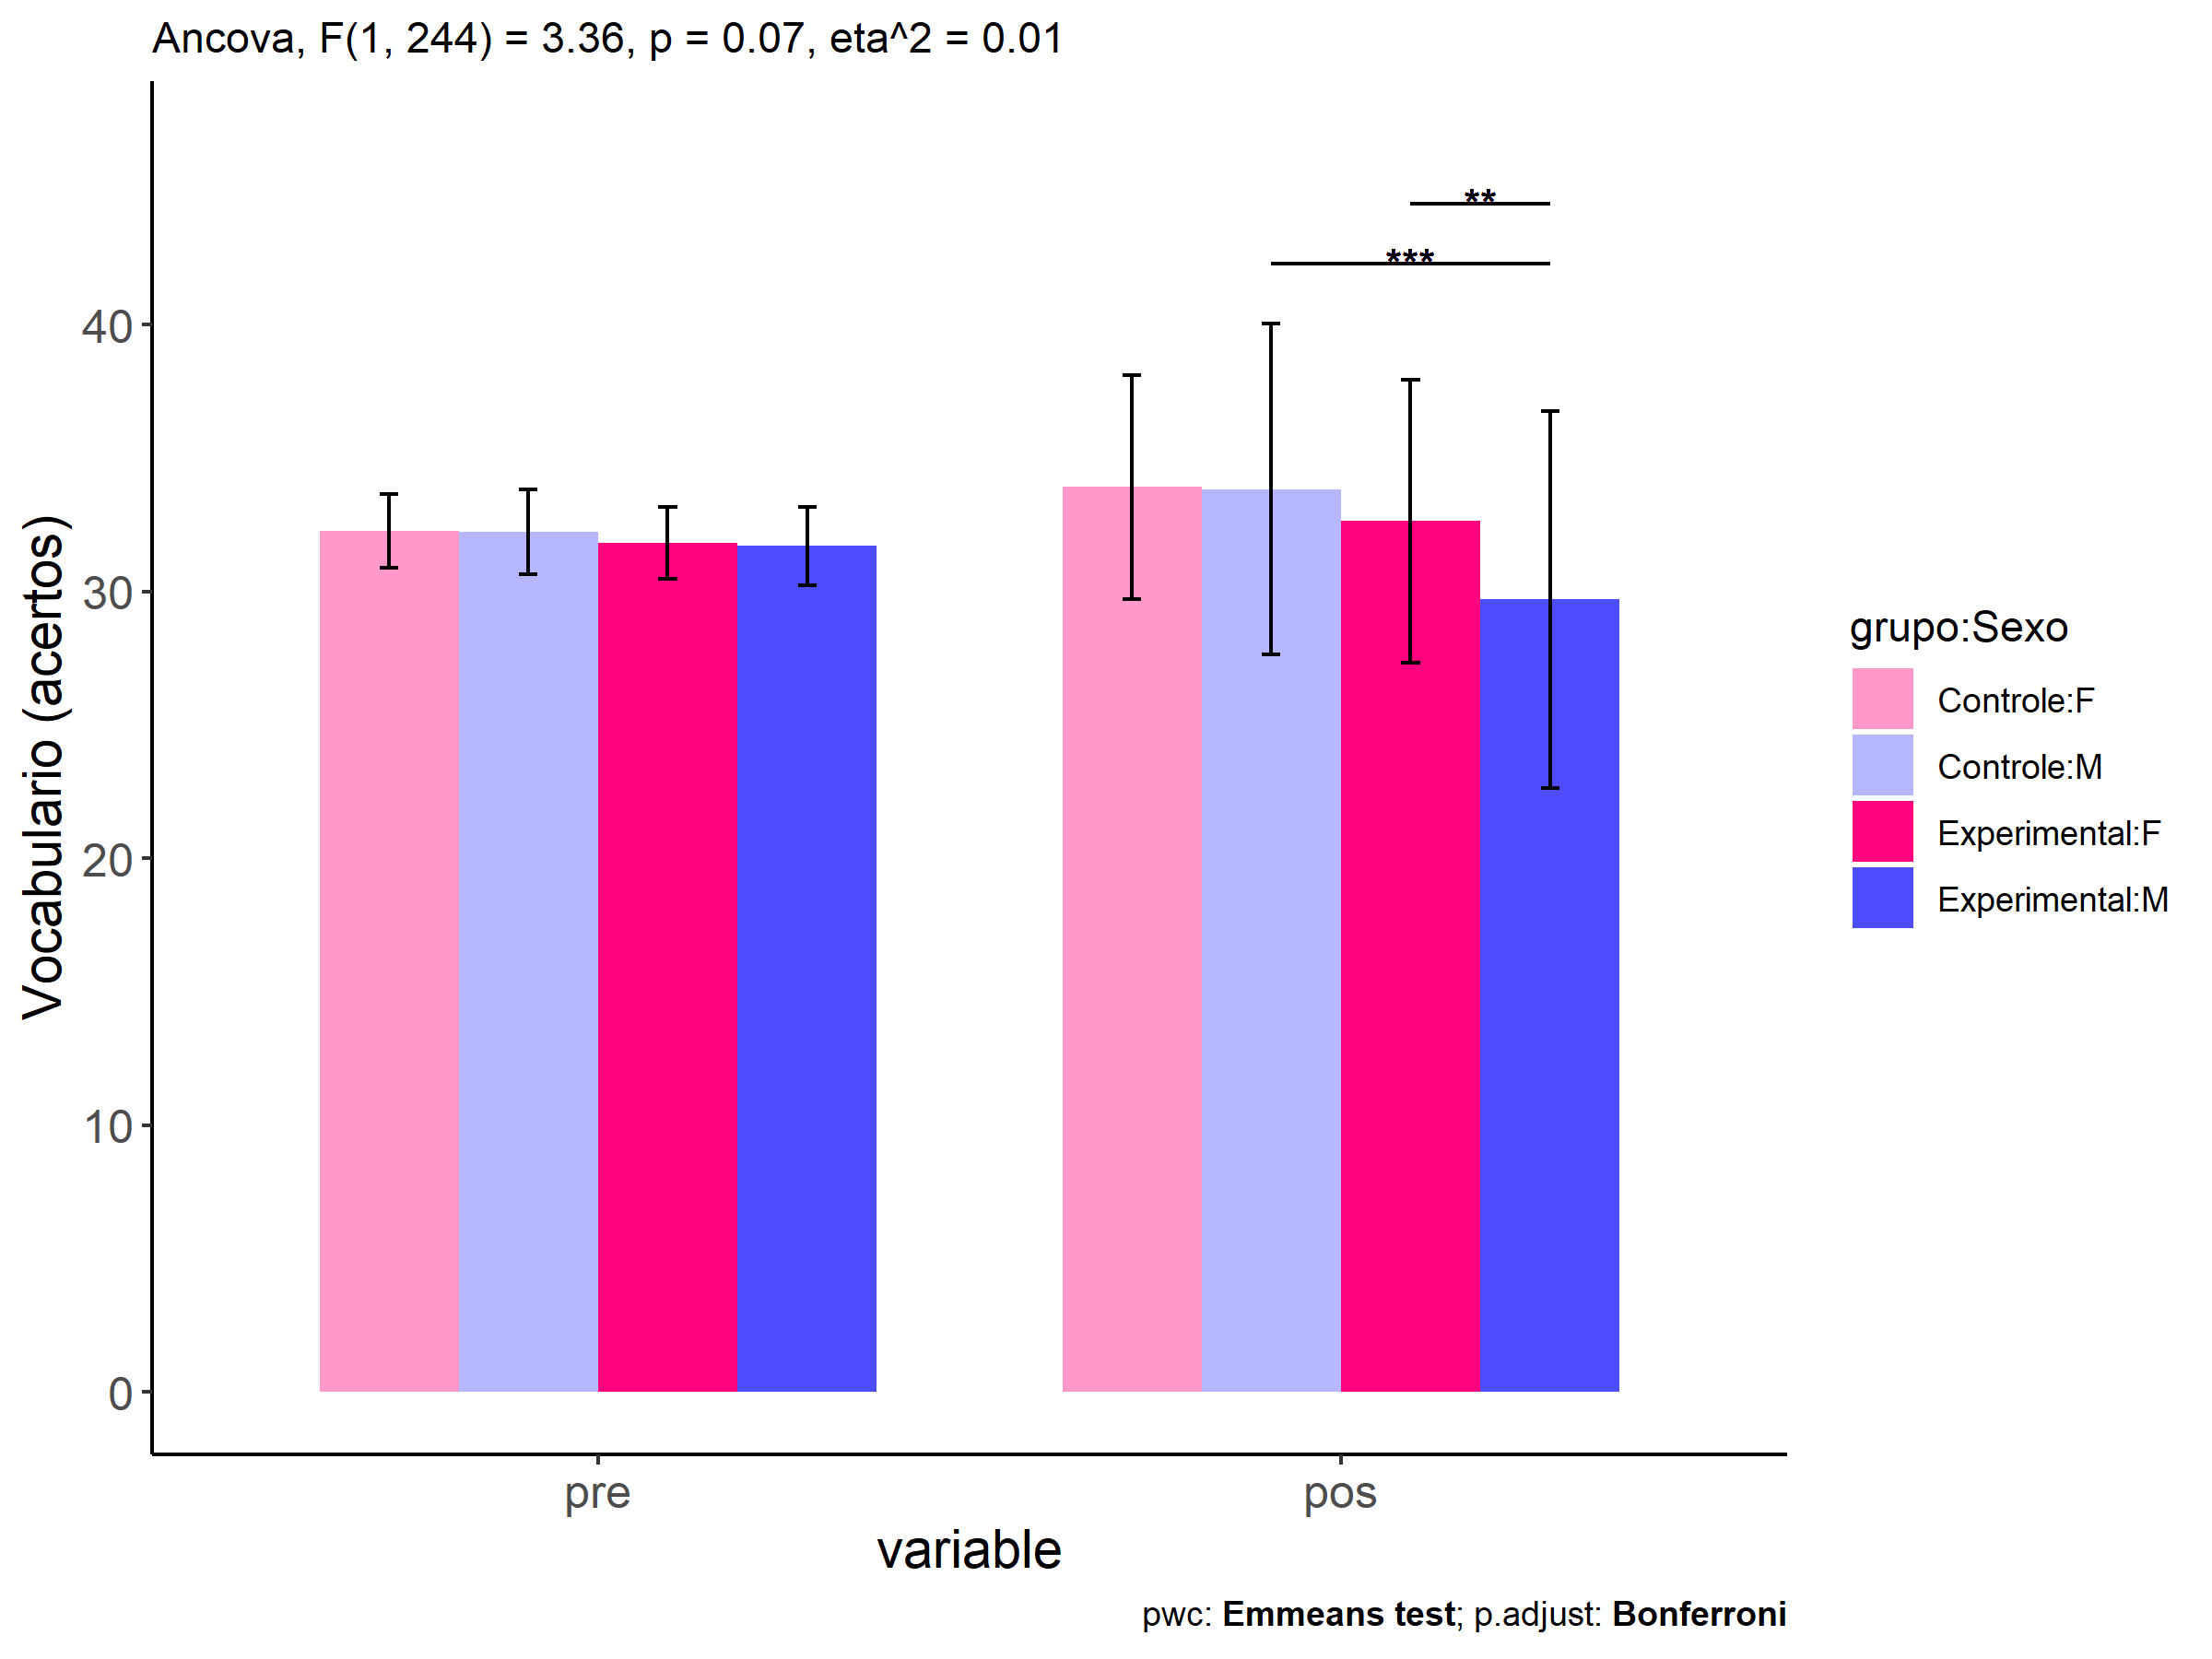 Ancova, F(1, 244) = 3.36, p = 0.07, eta^2 = 0.01
**
***
40
30
20
10
0
Vocabulario (acertos)
pre
pos
variable
grupo:Sexo
Controle:F
Controle:M
Experimental:F
Experimental:M
pwc: Emmeans test; p.adjust: Bonferroni